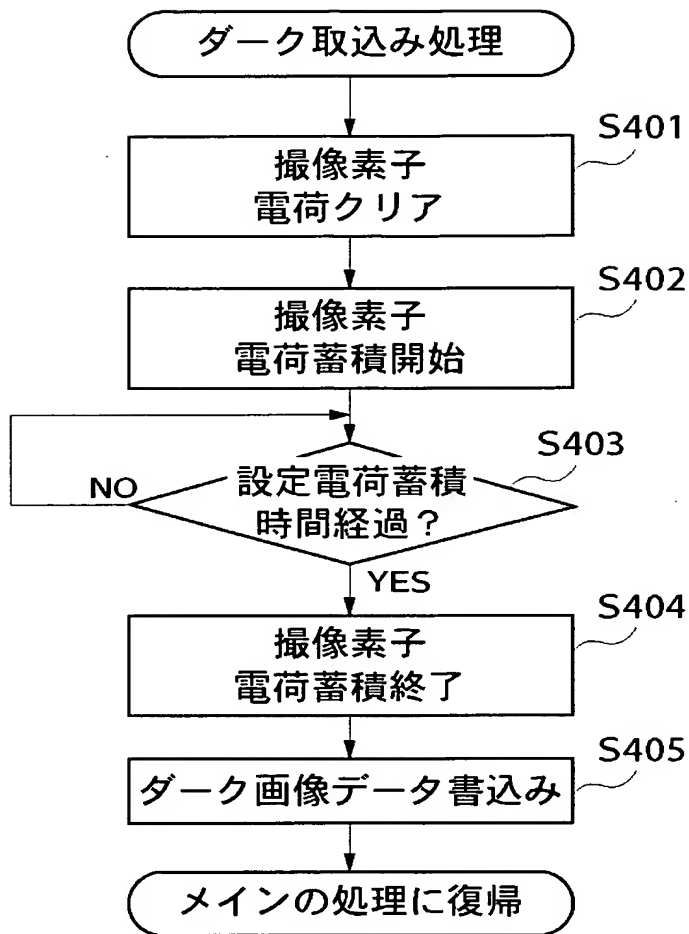 ダーク取込み処理
S401
撮像素子
電荷クリア
S402
撮像素子
電荷蓄積開始
S403
設定電荷蓄積
時間経過？
NO
YES
S404
撮像素子
電荷蓄積終了
S405
ダーク画像データ書込み
メインの処理に復帰